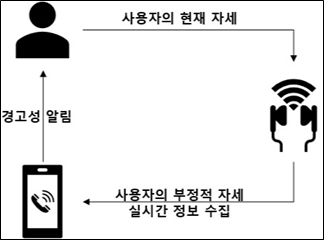 사용자의 현재 자세
경고성 알림
사용자의 부정적 자세
실시간 정보 수집